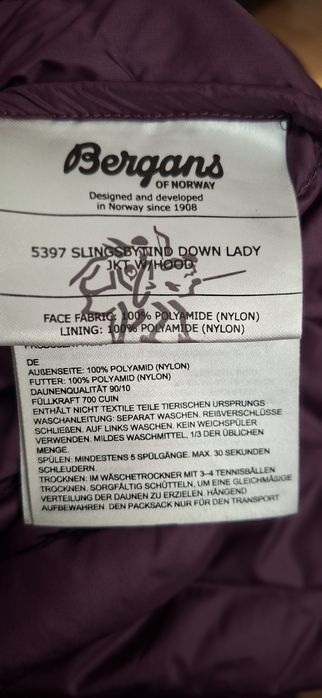 Bergans
OF NORWAY
Designed and developed
in Norway since 1908
5397 SLINGSBYTIND DOWN LADY
JKT W/HOOD
FACE FABRIC: 100% POLYAMIDE (NYLON)
LINING: 100% POLYAMIDE (NYLON)
DE
AUßENSEITE: 100% POLYAMID (NYLON)
FUTTER: 100% POLYAMID (NYLON)
DAUNENQUALITÄT 90/10
FÜLLKRAFT 700 CUIN
ENTHÄLT NICHT TEXTILE TEILE TIERISCHEN URSPRUNGS
WASCHANLEITUNG: SEPARAT WASCHEN. REIßVERSCHLÜSSE
SCHLIEßEN. AUF LINKS WASCHEN. KEIN WEICHSPÜLER
VERWENDEN. MILDES WASCHMITTEL, 1/3 DER ÜBLICHEN
MENGE.
SPÜLEN: MINDESTENS 5 SPÜLGÄNGE. MAX. 30 SEKUNDEN
SCHLEUDERN.
TROCKNEN: IM WÄSCHETROCKNER MIT 3–4 TENNISBÄLLEN
TROCKNEN. SORGFÄLTIG SCHÜTTELN, UM EINE GLEICHMÄßIGE
VERTEILUNG DER DAUNEN ZU ERZIELEN. HÄNGEND
AUFBEWAHREN. DEN PACKSACK NUR FÜR DEN TRANSPORT